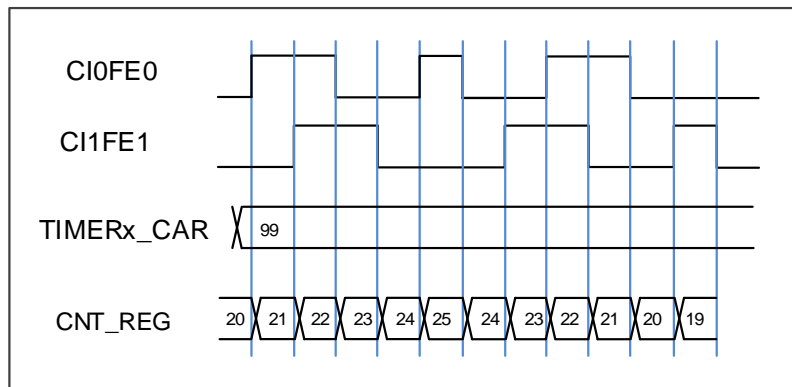 CI0FE0
CI1FE1
TIMERx_CAR 99
CNT_REG 20 21 22 23 24 25 24 23 22 21 20 19